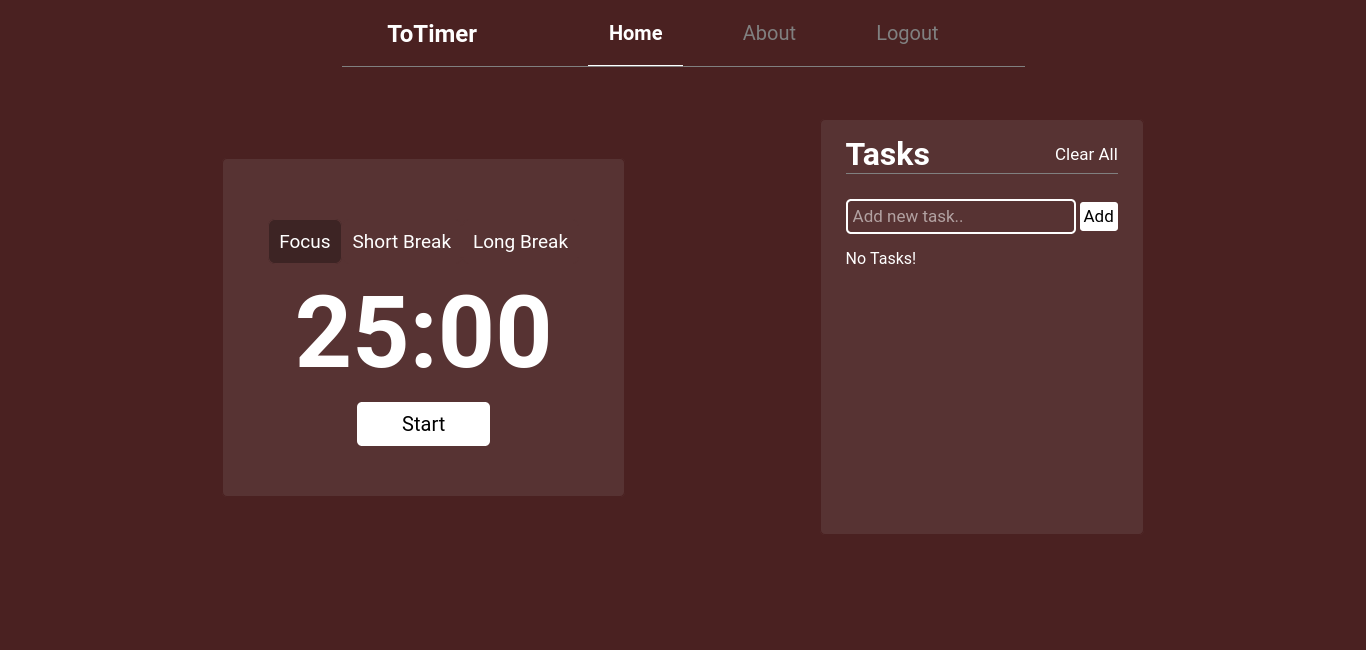 ToTimer Home About Logout
Focus Short Break Long Break
25:00
Start
Tasks Clear All
Add new task.. Add
No Tasks!